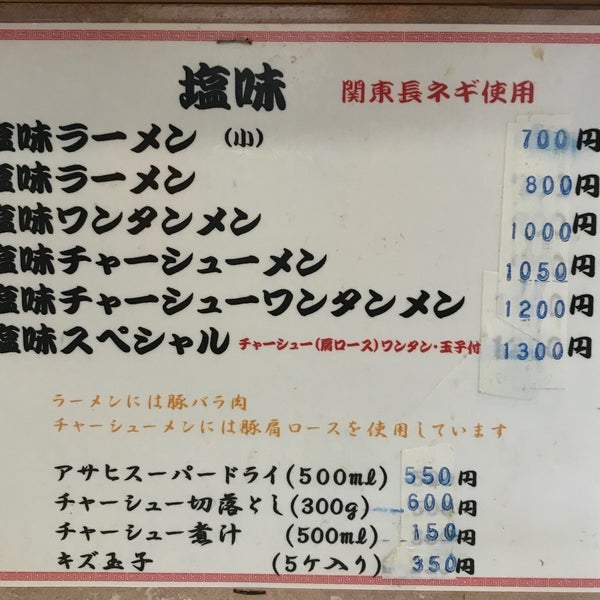 塩味 関東長ネギ使用
塩味ラーメン (小) 700円
塩味ラーメン 800円
塩味ワンタンメン 1000円
塩味チャーシューメン 1050円
塩味チャーシューワンタンメン 1200円
塩味スペシャル チャーシュー(肩ロース)ワンタン・玉子付 1300円
ラーメンには豚バラ肉
チャーシューメンには豚肩ロースを使用しています
アサヒスーパードライ(500ml) 550円
チャーシュー切落とし(300g) 600円
チャーシュー煮汁 (500ml) 150円
キズ玉子 (5ケ入り) 350円